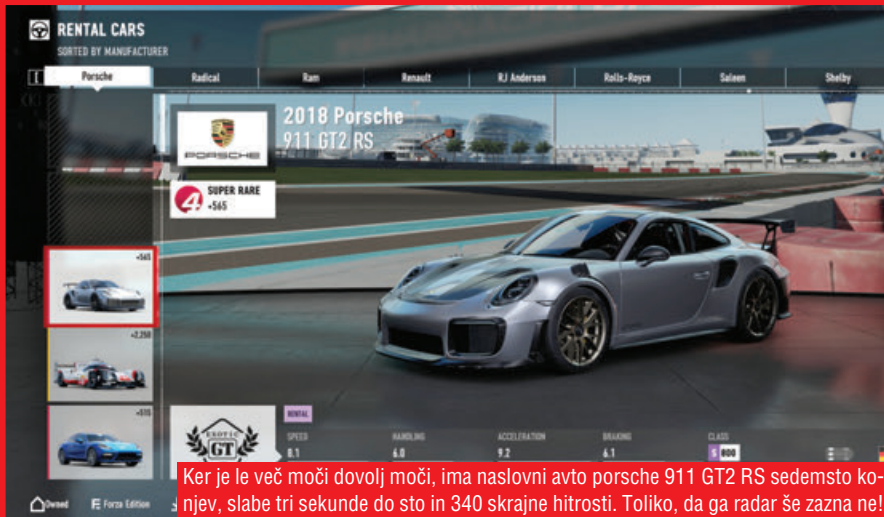 RENTAL CARS
SORTED BY MANUFACTURER
Porsche
Radical
Ram
Renault
RJ Anderson
Rolls-Royce
Saleen
Shelby
2018 Porsche
911 GT2 RS
PORSCHE
4
SUPER RARE
+565
+565
+2,250
+515
EXOTIC
GT
RENTAL
SPEED
HANDLING
ACCELERATION
BRAKING
CLASS
8.1
6.0
9.2
6.1
S 800
Owned
Forza Edition
Ker je le več moči dovolj moči, ima naslovni avto porsche 911 GT2 RS sedemsto ko-
njev, slabe tri sekunde do sto in 340 skrajne hitrosti. Toliko, da ga radar še zazna ne!